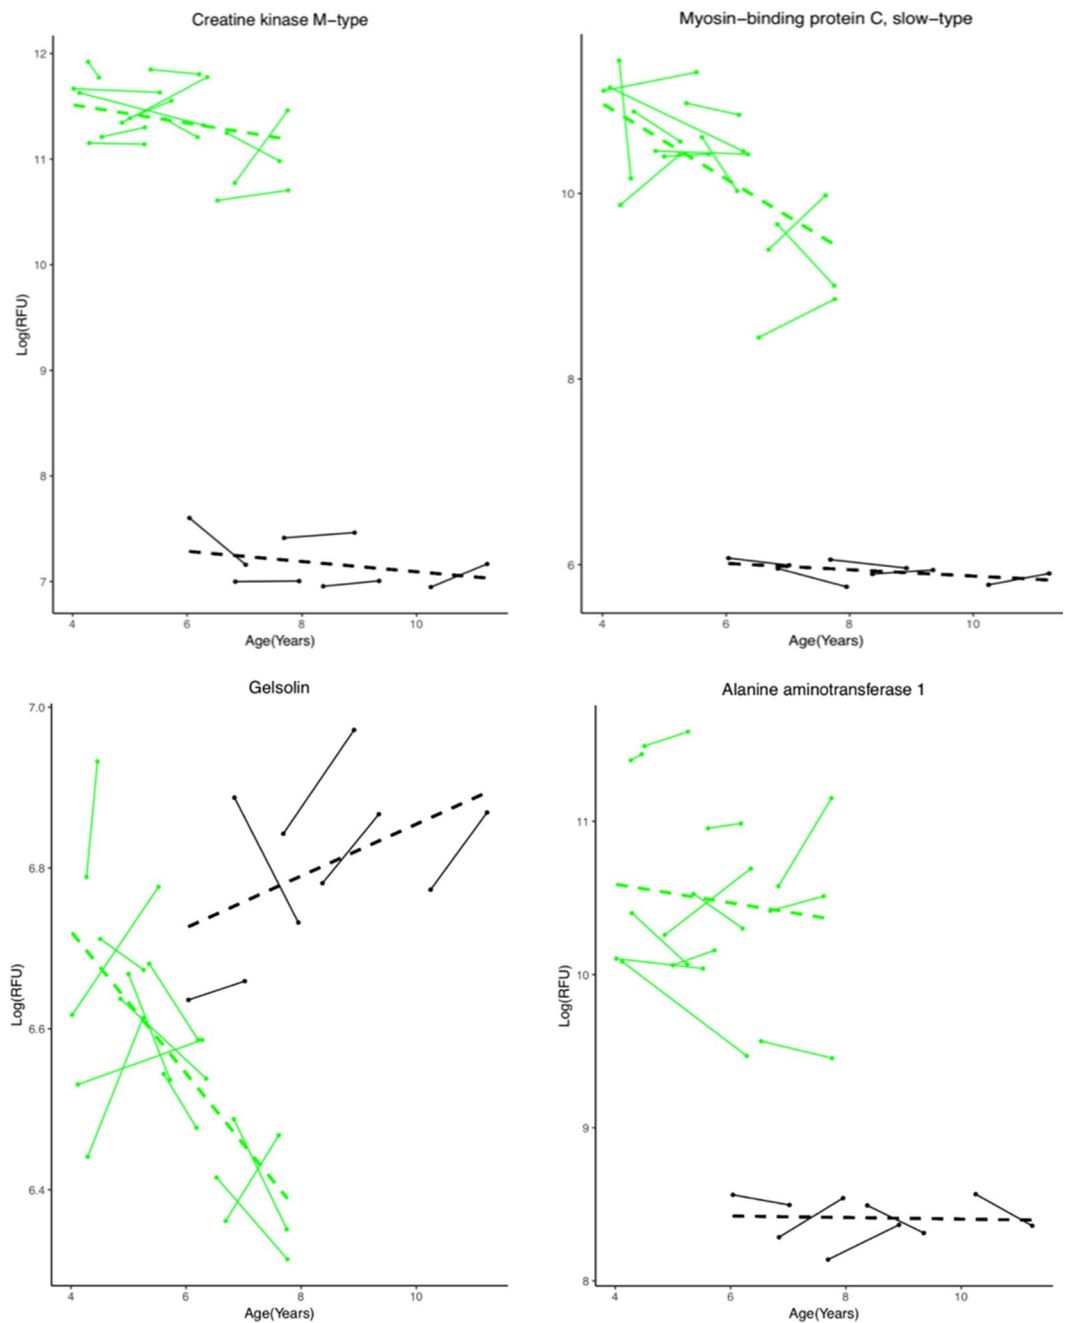 Creatine kinase M−type
12
11
10
9
8
7
Log(RFU)
4 6 8 10
Age(Years)
Myosin−binding protein C, slow−type
10
8
6
4 6 8 10
Age(Years)
Gelsolin
7.0
6.8
6.6
6.4
Log(RFU)
4 6 8 10
Age(Years)
Alanine aminotransferase 1
11
10
9
8
Log(RFU)
4 6 8 10
Age(Years)